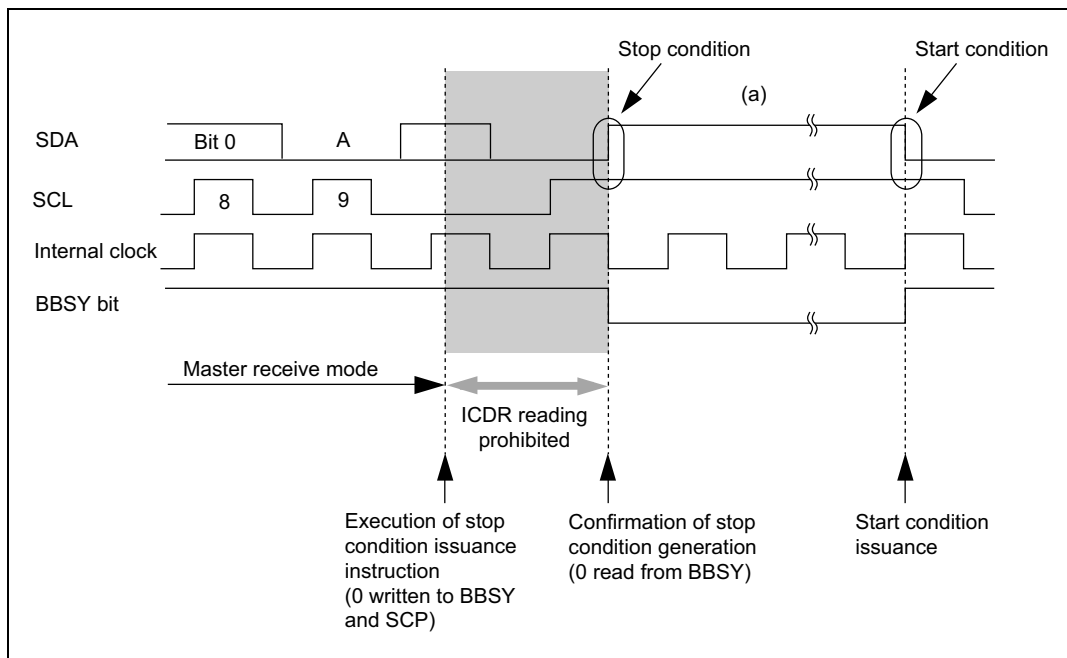 Stop condition
Start condition
(a)
SDA
Bit 0
A
SCL
8
9
Internal clock
BBSY bit
Master receive mode
ICDR reading
prohibited
Execution of stop
condition issuance
instruction
(0 written to BBSY
and SCP)
Confirmation of stop
condition generation
(0 read from BBSY)
Start condition
issuance